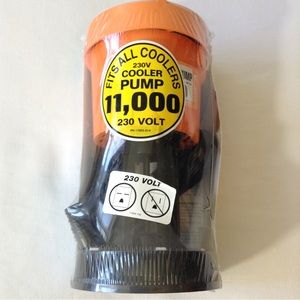 FITS ALL COOLERS
230V
COOLER
PUMP
11,000
230 VOLT
230 VOLT